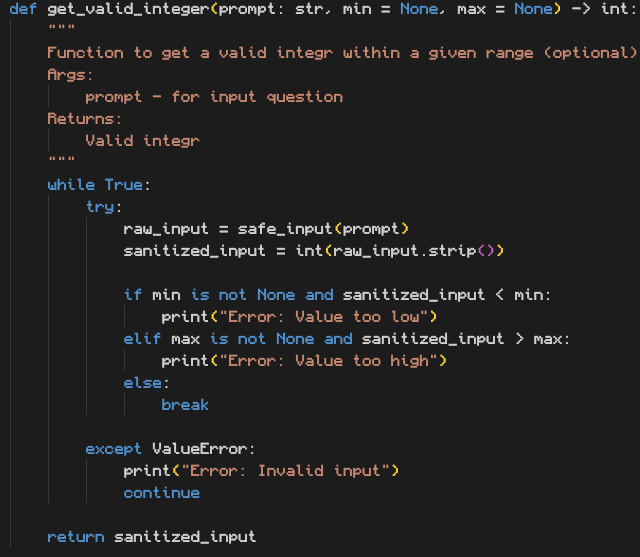 def get_valid_integer(prompt: str, min = None, max = None) -> int:
"""
Function to get a valid integr within a given range (optional)
Args:
prompt - for input question
Returns:
Valid integr
"""
while True:
try:
raw_input = safe_input(prompt)
sanitized_input = int(raw_input.strip())
if min is not None and sanitized_input < min:
print("Error: Value too low")
elif max is not None and sanitized_input > max:
print("Error: Value too high")
else:
break
except ValueError:
print("Error: Invalid input")
continue
return sanitized_input